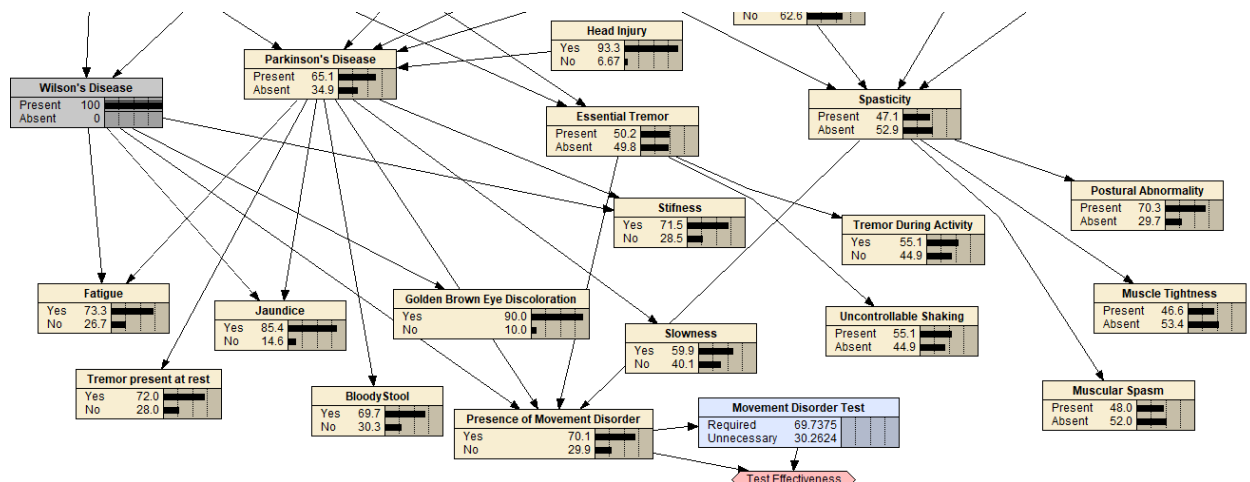 No 62.6
Head Injury
Yes 93.3
No 6.67
Parkinson's Disease
Present 65.1
Absent 34.9
Wilson's Disease
Present 100
Absent 0
Spasticity
Present 47.1
Absent 52.9
Essential Tremor
Present 50.2
Absent 49.8
Postural Abnormality
Present 70.3
Absent 29.7
Stifness
Yes 71.5
No 28.5
Tremor During Activity
Yes 55.1
No 44.9
Fatigue
Yes 73.3
No 26.7
Jaundice
Yes 85.4
No 14.6
Golden Brown Eye Discoloration
Yes 90.0
No 10.0
Slowness
Yes 59.9
No 40.1
Uncontrollable Shaking
Present 55.1
Absent 44.9
Muscle Tightness
Present 46.6
Absent 53.4
Tremor present at rest
Yes 72.0
No 28.0
BloodyStool
Yes 69.7
No 30.3
Presence of Movement Disorder
Yes 70.1
No 29.9
Movement Disorder Test
Required 69.7375
Unnecessary 30.2624
Muscular Spasm
Present 48.0
Absent 52.0
Test Effectiveness